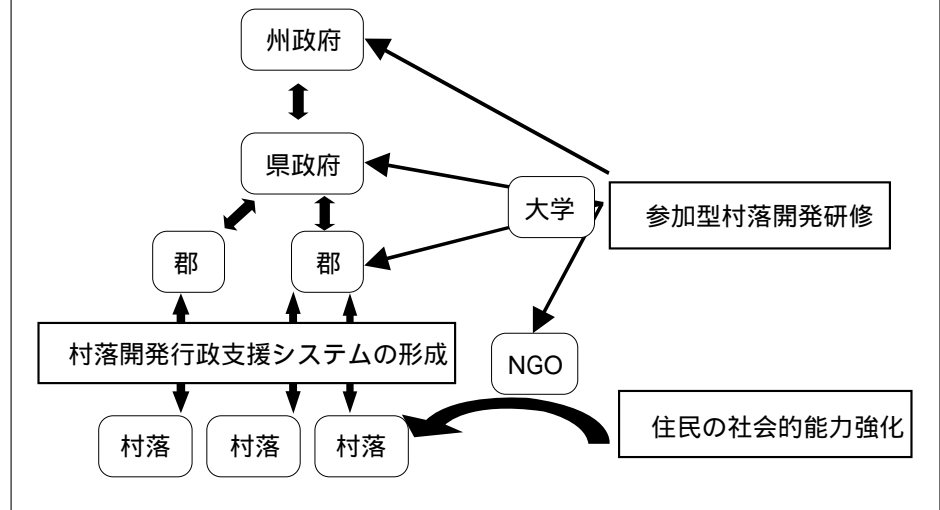 州政府
県政府
大学
参加型村落開発研修
郡
郡
村落開発行政支援システムの形成
NGO
住民の社会的能力強化
村落
村落
村落